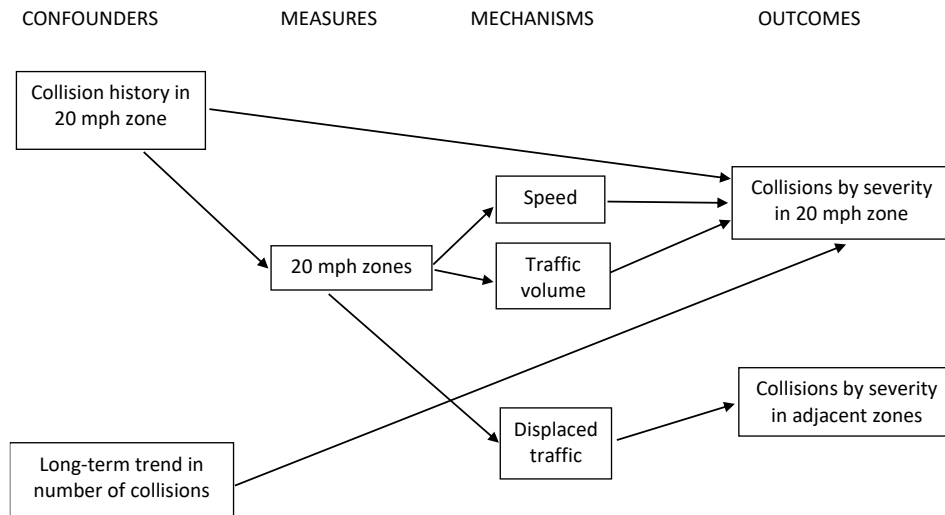 CONFOUNDERS
MEASURES
MECHANISMS
OUTCOMES
Collision history in
20 mph zone
Speed
Collisions by severity
in 20 mph zone
20 mph zones
Traffic
volume
Collisions by severity
in adjacent zones
Displaced
traffic
Long-term trend in
number of collisions